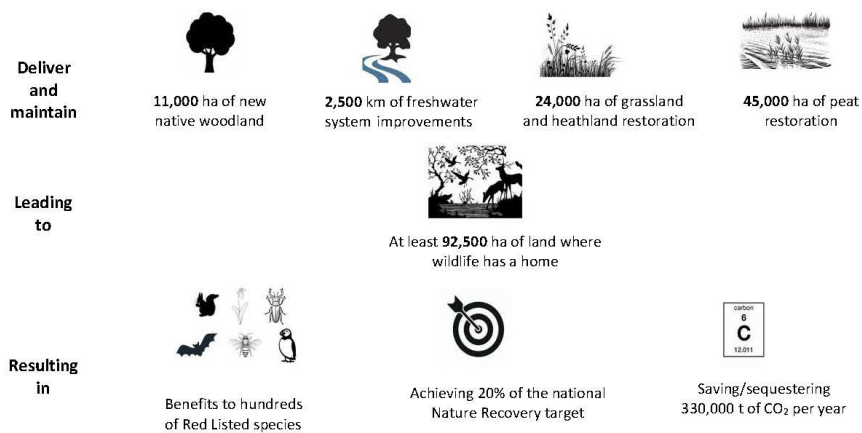 Deliver
and
maintain
11,000 ha of new
native woodland
2,500 km of freshwater
system improvements
24,000 ha of grassland
and heathland restoration
45,000 ha of peat
restoration
Leading
to
At least 92,500 ha of land where
wildlife has a home
Resulting
in
Benefits to hundreds
of Red Listed species
Achieving 20% of the national
Nature Recovery target
carbon
6
C
12.011
Saving/sequestering
330,000 t of CO₂ per year